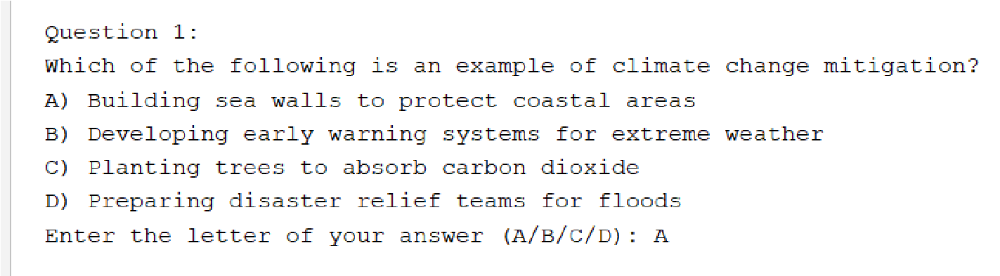 Question 1:
Which of the following is an example of climate change mitigation?
A) Building sea walls to protect coastal areas
B) Developing early warning systems for extreme weather
C) Planting trees to absorb carbon dioxide
D) Preparing disaster relief teams for floods
Enter the letter of your answer (A/B/C/D): A